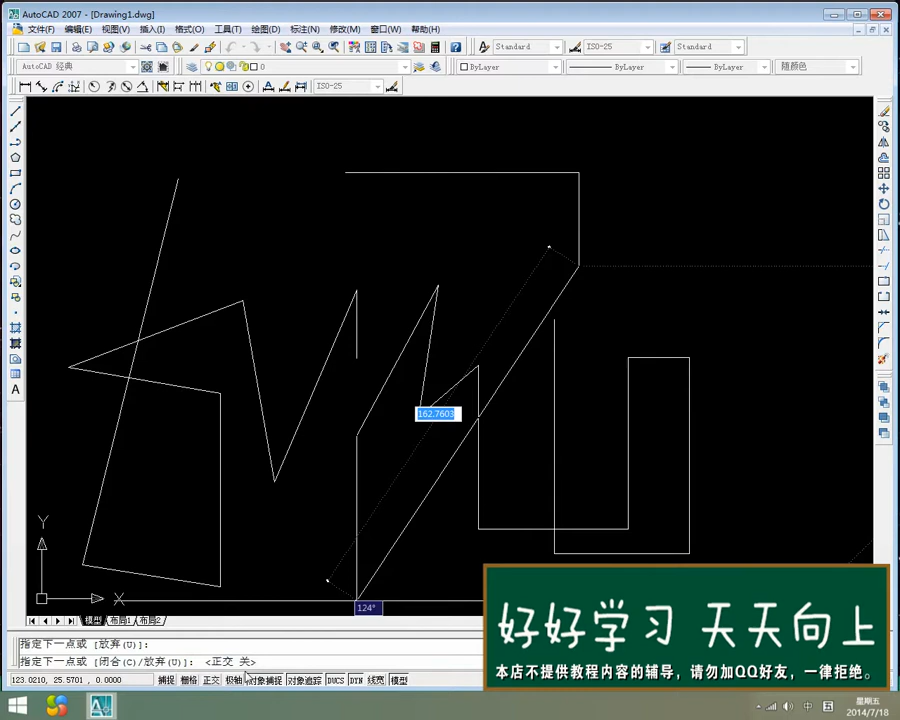 AutoCAD 2007 - [Drawing1.dwg]
文件(F) 编辑(E) 视图(V) 插入(I) 格式(O) 工具(T) 绘图(D) 标注(N) 修改(M) 窗口(W) 帮助(H)
Standard ISO-25 Standard
AutoCAD 经典 0 ByLayer ByLayer ByLayer 随颜色
ISO-25
A
162.7603
Y
X
124°
模型 布局1 布局2
指定下一点或 [放弃(U)]:
指定下一点或 [闭合(C)/放弃(U)]: <正交 关>
123.0210, 25.5701 , 0.0000 捕捉 栅格 正交 极轴 对象捕捉 对象追踪 DUCS DYN 线宽 模型
好好学习 天天向上
本店不提供教程内容的辅导，请勿加QQ好友，一律拒绝。
中 五
星期五
2014/7/18